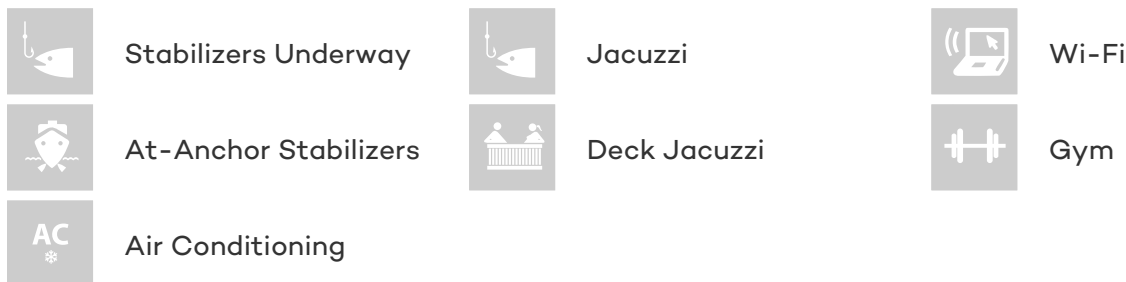 Stabilizers Underway
Jacuzzi
Wi-Fi
At-Anchor Stabilizers
Deck Jacuzzi
Gym
AC
Air Conditioning